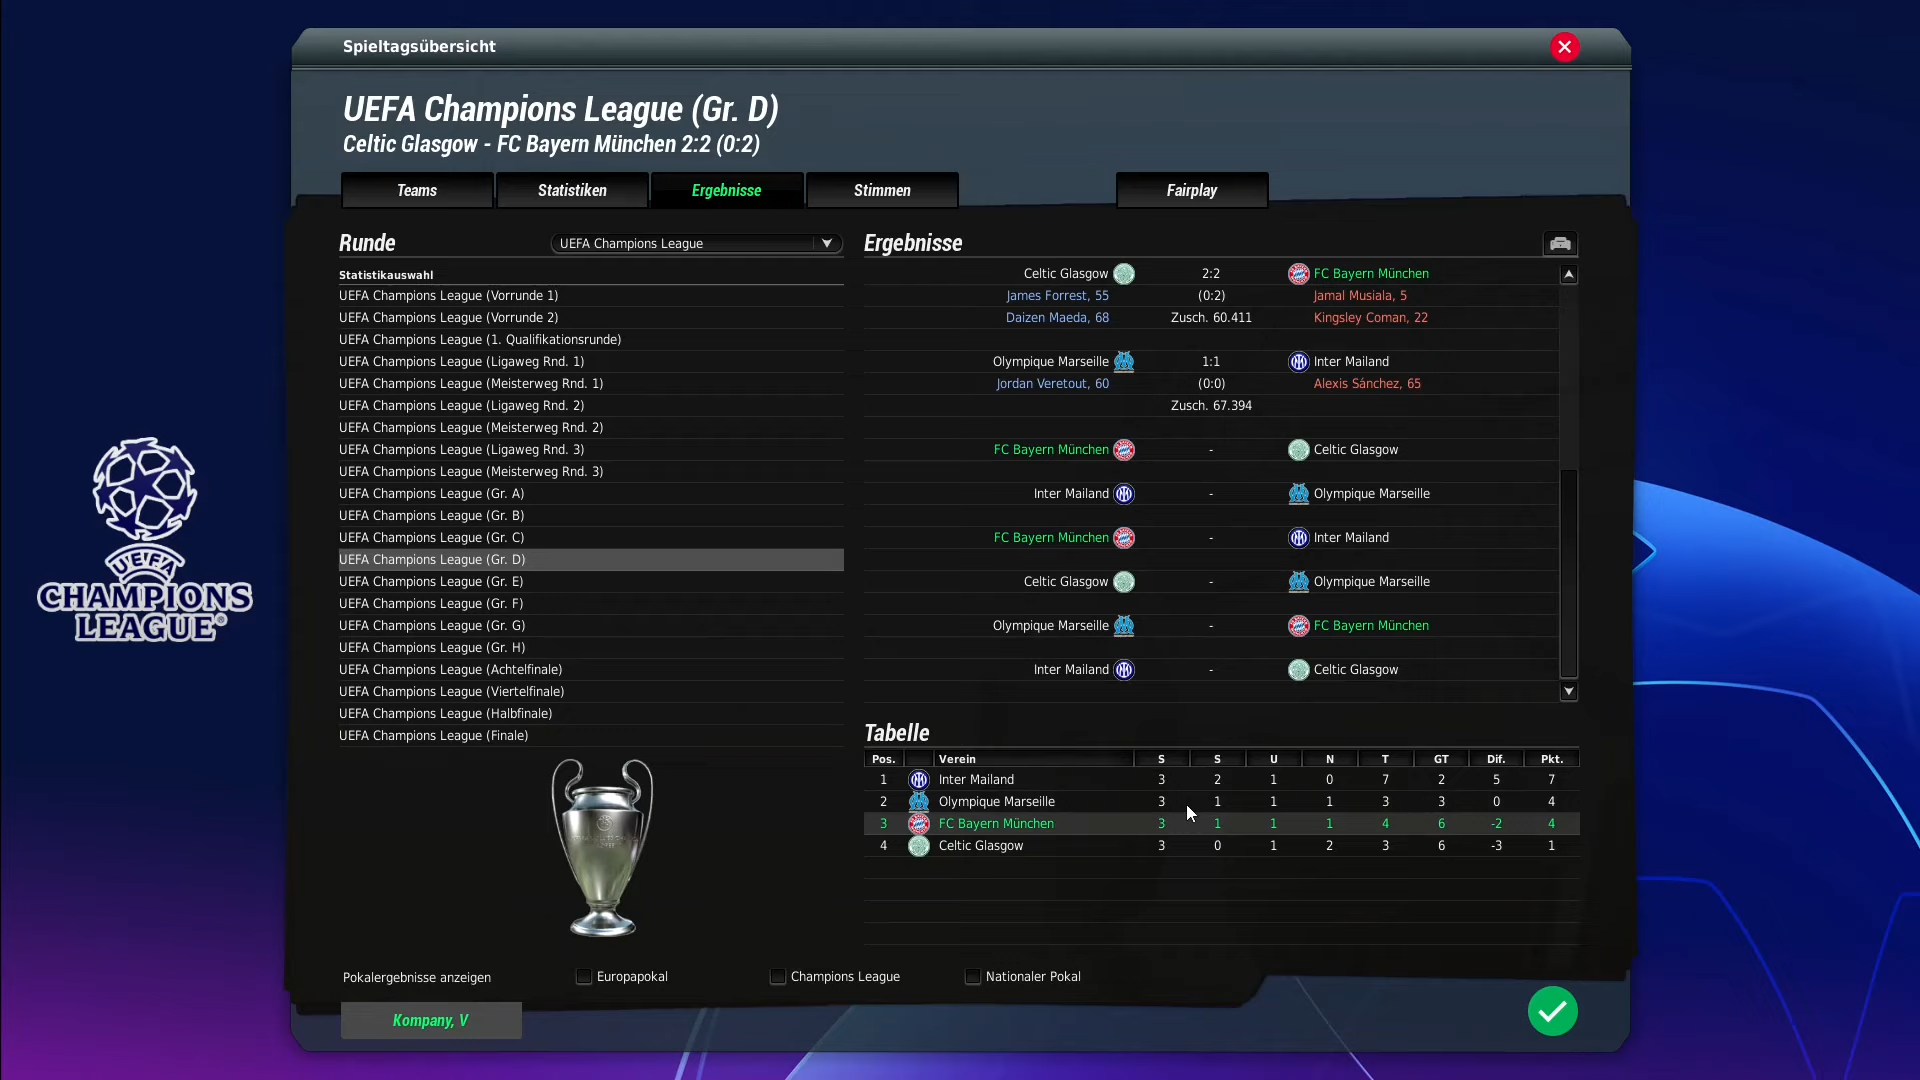 Spieltagsübersicht
UEFA Champions League (Gr. D)
Celtic Glasgow - FC Bayern München 2:2 (0:2)
Teams
Statistiken
Ergebnisse
Stimmen
Fairplay
Runde
UEFA Champions League
Statistikauswahl
UEFA Champions League (Vorrunde 1)
UEFA Champions League (Vorrunde 2)
UEFA Champions League (1. Qualifikationsrunde)
UEFA Champions League (Ligaweg Rnd. 1)
UEFA Champions League (Meisterweg Rnd. 1)
UEFA Champions League (Ligaweg Rnd. 2)
UEFA Champions League (Meisterweg Rnd. 2)
UEFA Champions League (Ligaweg Rnd. 3)
UEFA Champions League (Meisterweg Rnd. 3)
UEFA Champions League (Gr. A)
UEFA Champions League (Gr. B)
UEFA Champions League (Gr. C)
UEFA Champions League (Gr. D)
UEFA Champions League (Gr. E)
UEFA Champions League (Gr. F)
UEFA Champions League (Gr. G)
UEFA Champions League (Gr. H)
UEFA Champions League (Achtelfinale)
UEFA Champions League (Viertelfinale)
UEFA Champions League (Halbfinale)
UEFA Champions League (Finale)
Ergebnisse
Celtic Glasgow 2:2 FC Bayern München
James Forrest, 55 (0:2) Jamal Musiala, 5
Daizen Maeda, 68 Zusch. 60.411 Kingsley Coman, 22
Olympique Marseille 1:1 Inter Mailand
Jordan Veretout, 60 (0:0) Alexis Sánchez, 65
Zusch. 67.394
FC Bayern München - Celtic Glasgow
Inter Mailand - Olympique Marseille
FC Bayern München - Inter Mailand
Celtic Glasgow - Olympique Marseille
Olympique Marseille - FC Bayern München
Inter Mailand - Celtic Glasgow
Tabelle
Pos. Verein S S U N T GT Dif. Pkt.
1 Inter Mailand 3 2 1 0 7 2 5 7
2 Olympique Marseille 3 1 1 1 3 3 0 4
3 FC Bayern München 3 1 1 1 4 6 -2 4
4 Celtic Glasgow 3 0 1 2 3 6 -3 1
Pokalergebnisse anzeigen
Europapokal
Champions League
Nationaler Pokal
Kompany, V
UEFA
CHAMPIONS
LEAGUE®